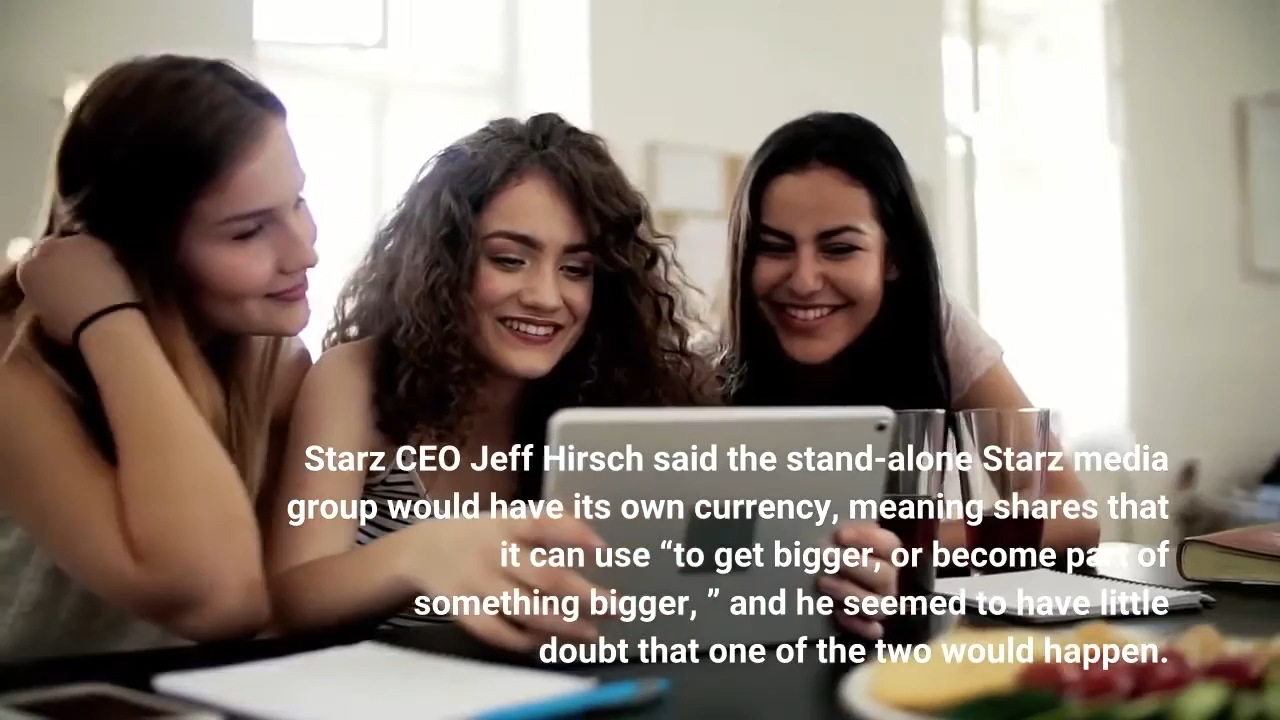 Starz CEO Jeff Hirsch said the stand-alone Starz media
group would have its own currency, meaning shares that
it can use “to get bigger, or become part of
something bigger, ” and he seemed to have little
doubt that one of the two would happen.